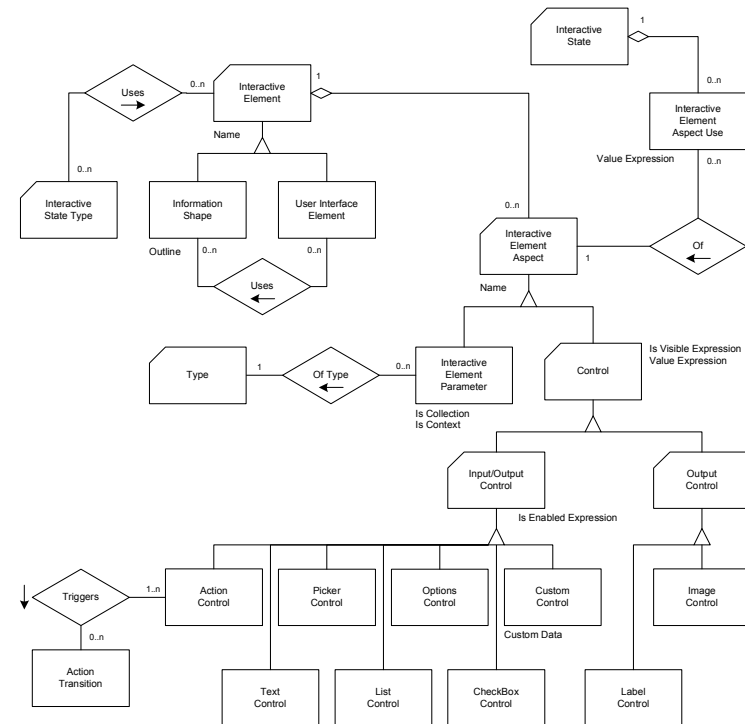 Interactive
State
1
0..n
Interactive
Element
Aspect Use
Value Expression
0..n
Uses
0..n
Interactive
Element
1
Name
0..n
Interactive
State Type
Information
Shape
User Interface
Element
Outline
0..n
0..n
Uses
0..n
Interactive
Element
Aspect
1
Of
Name
Type
1
Of Type
0..n
Interactive
Element
Parameter
Is Collection
Is Context
Control
Is Visible Expression
Value Expression
Input/Output
Control
Is Enabled Expression
Output
Control
Triggers
1..n
0..n
Action
Transition
Action
Control
Picker
Control
Options
Control
Custom
Control
Custom Data
Image
Control
Text
Control
List
Control
CheckBox
Control
Label
Control